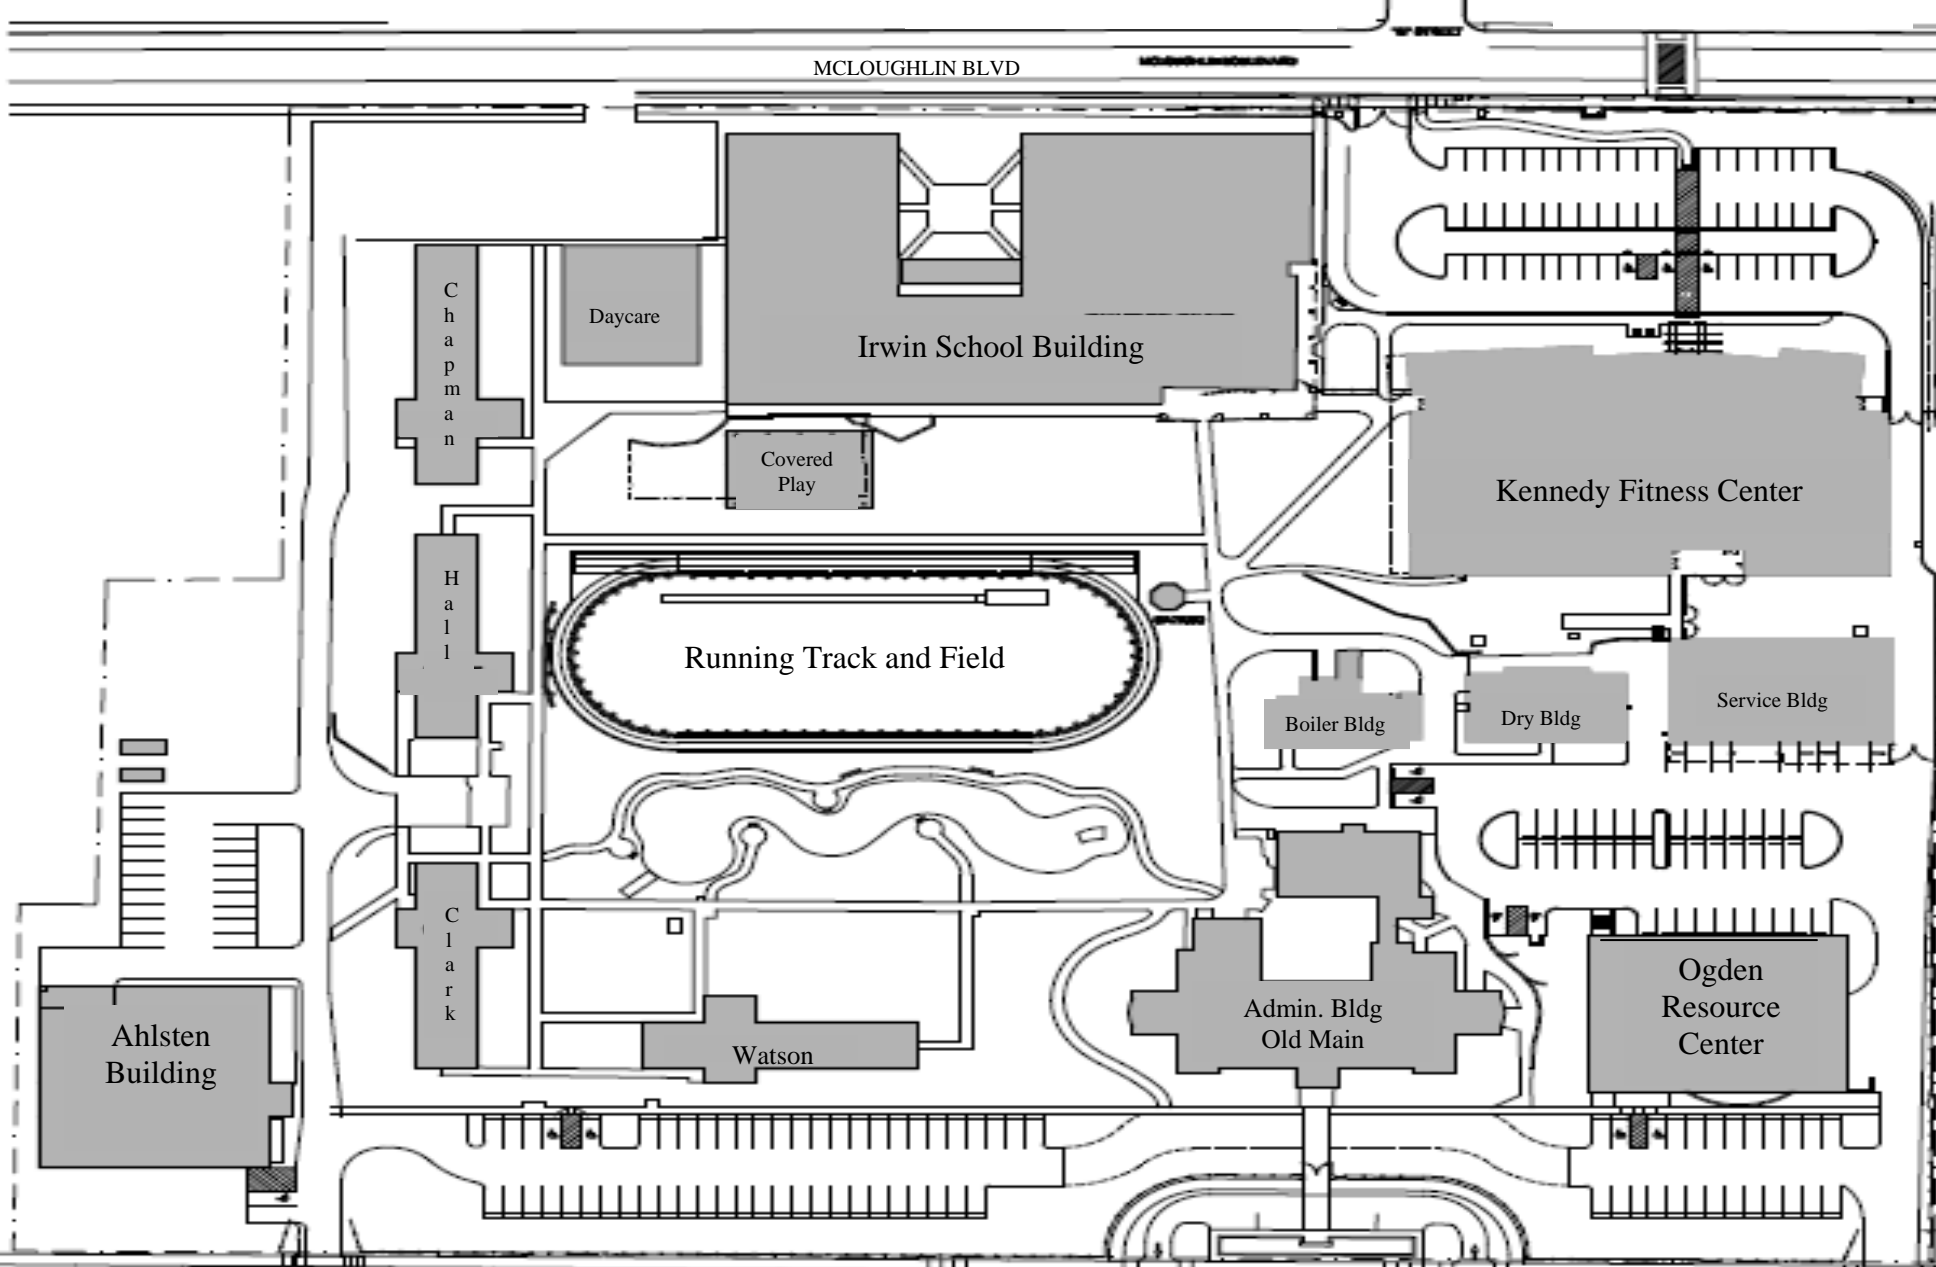 MCLOUGHLIN BLVD
Chapman
Daycare
Irwin School Building
Covered
Play
Kennedy Fitness Center
Hall
Running Track and Field
Boiler Bldg
Dry Bldg
Service Bldg
Clark
Ahlsten
Building
Watson
Admin. Bldg
Old Main
Ogden
Resource
Center